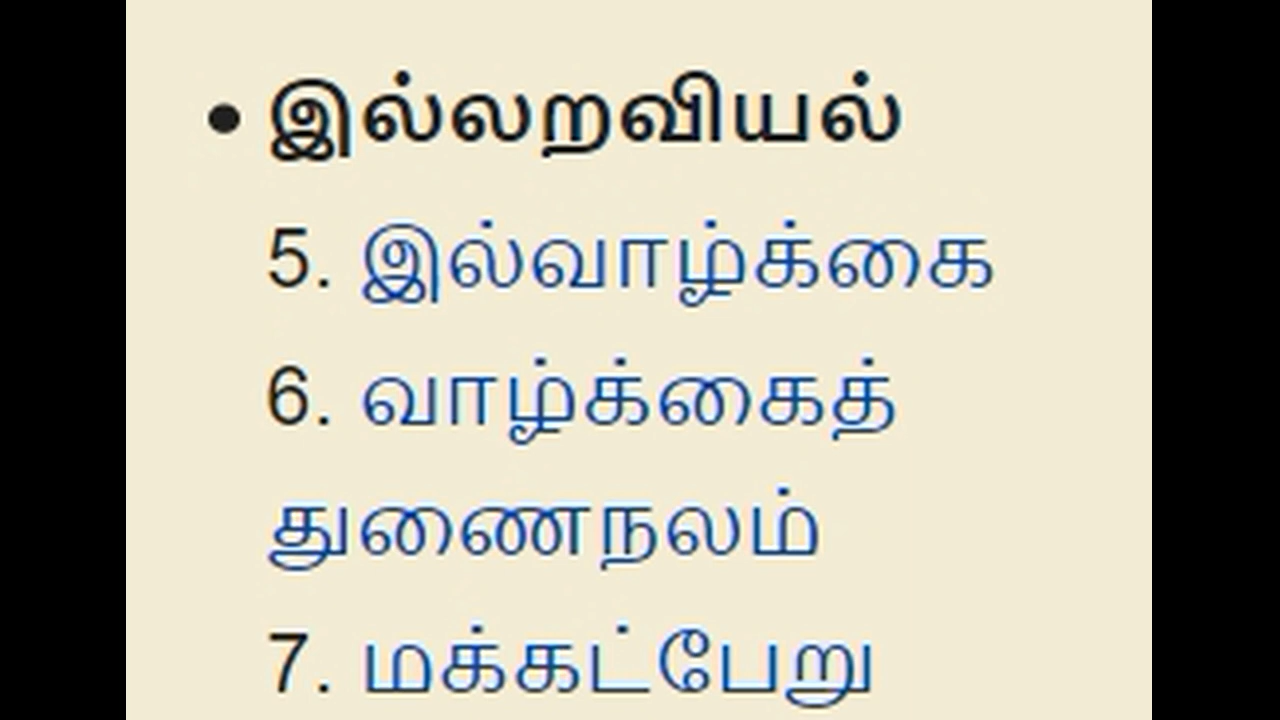 • இல்லறவியல்
5. இல்வாழ்க்கை
6. வாழ்க்கைத்
துணைநலம்
7. மக்கட்பேறு